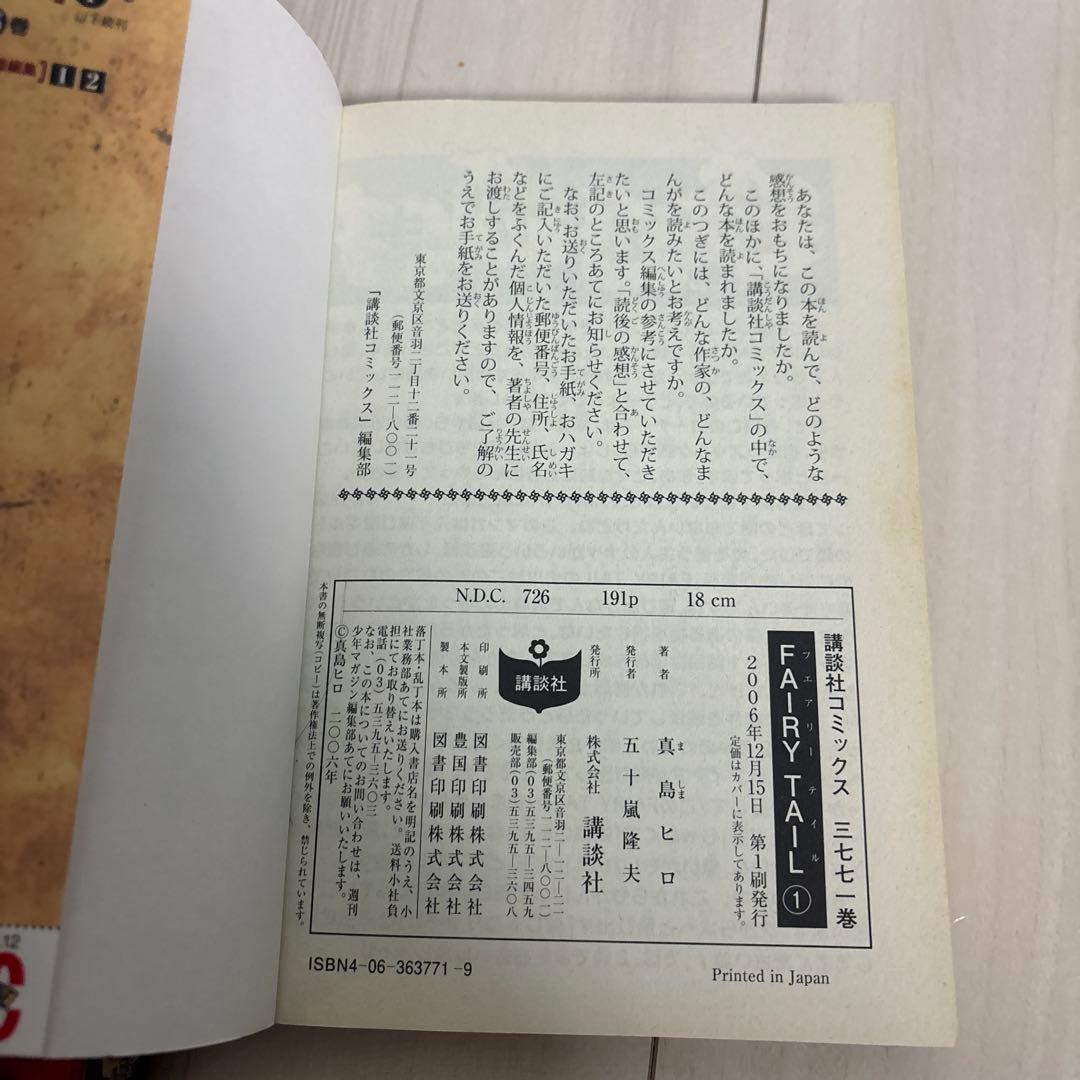 あなたは、この本を読んで、どのような
感想をおもちになりましたか。
このほかに、「講談社コミックス」の中で、
どんな本を読まれましたか。
このつぎには、どんな作家の、どんなま
んがを読みたいとお考えですか。
コミックス編集の参考にさせていただき
たいと思います。「読後の感想」と合わせて、
左記のところあてにお知らせください。
なお、お送りいただいたお手紙、おハガキ
にご記入いただいた郵便番号、住所、氏名
などをふくんだ個人情報を、著者の先生に
お渡しすることがありますので、ご了解の
うえでお手紙をお送りください。
東京都文京区音羽二丁目十二番二十一号
(郵便番号一一二―八〇〇一)
「講談社コミックス」編集部
N.D.C. 726 191p 18 cm
講談社コミックス 三七七一巻
フェアリーテイル
FAIRY TAIL ①
2006年12月15日 第1刷発行
定価はカバーに表示してあります。
著者 真島ヒロ
発行者 五十嵐隆夫
発行所 株式会社 講談社
東京都文京区音羽二―一二―二一
(郵便番号一一二―八〇〇一)
編集部(03)五三九五―三四五九
販売部(03)五三九五―三六〇八
講談社
印刷所 図書印刷株式会社
本文製版所 豊国印刷株式会社
製本所 図書印刷株式会社
落丁本・乱丁本は購入書店名を明記のうえ、小
社業務部あてにお送りください。送料小社負
担にてお取り替えいたします。
電話(03)五三九五―三六〇三
なお、この本についてのお問い合わせは、週刊
少年マガジン編集部あてにお願いいたします。
©真島ヒロ 二〇〇六年
本書の無断複写(コピー)は著作権法上での例外を除き、禁じられています。
ISBN4-06-363771-9
Printed in Japan
以下続刊
巻
編集]12
.12